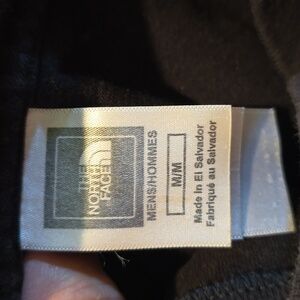 THE
NORTH
FACE
MENS/HOMMES
M/M
Made in El Salvador
Fabriqué au Salvador